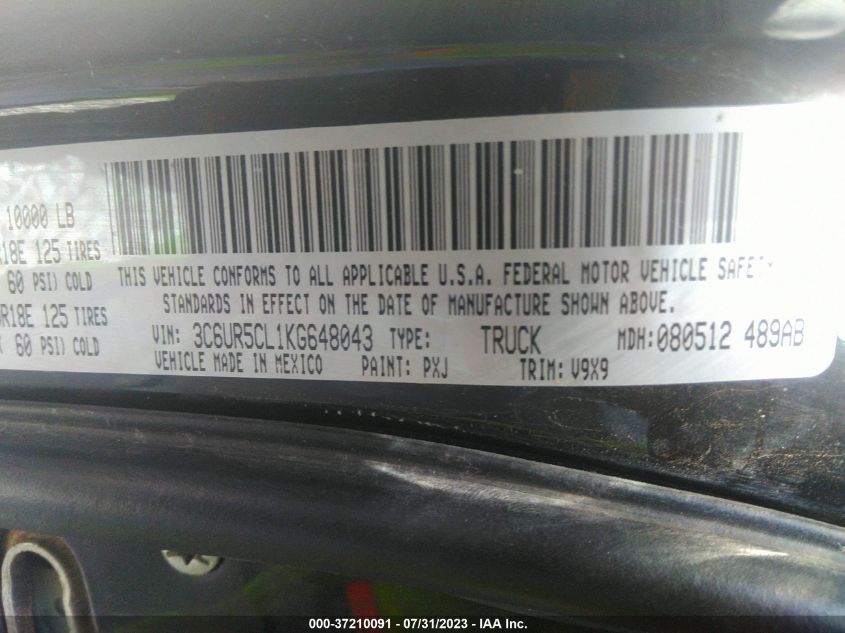 10000 LB
R18E 125 TIRES
60 PSI) COLD
R18E 125 TIRES
60 PSI) COLD
THIS VEHICLE CONFORMS TO ALL APPLICABLE U.S.A. FEDERAL MOTOR VEHICLE
STANDARDS IN EFFECT ON THE DATE OF MANUFACTURE SHOWN ABOVE.
VIN: 3C6UR5CL1KG648043 TYPE: TRUCK MDH: 080512 489AB
VEHICLE MADE IN MEXICO PAINT: PXJ TRIM: V9X9
000-37210091 - 07/31/2023 - IAA Inc.